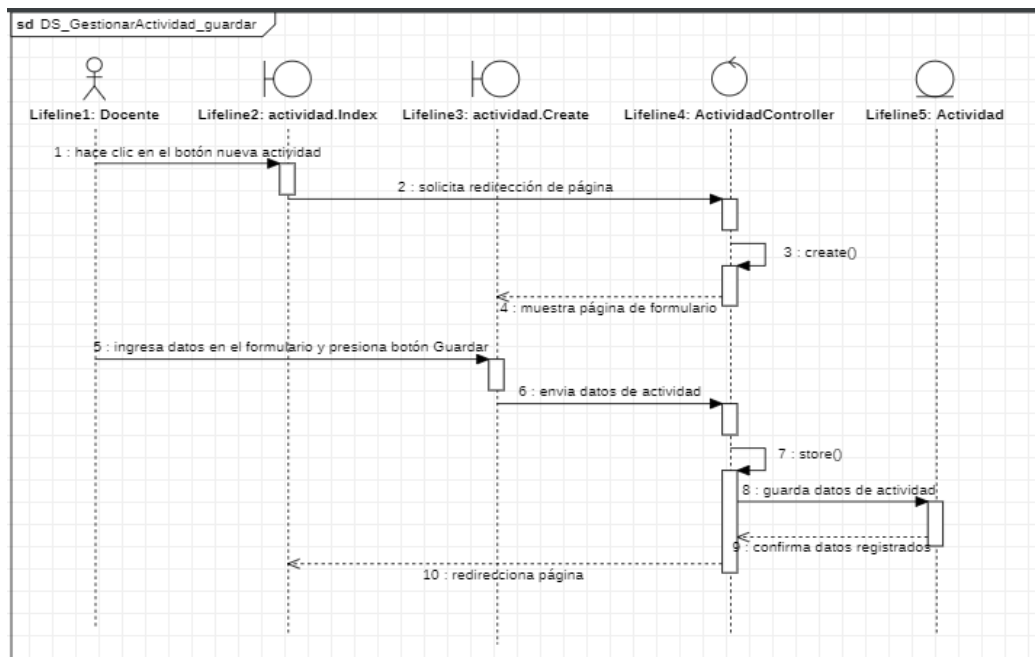 sd DS_GestionarActividad_guardar
Lifeline1: Docente
Lifeline2: actividad.Index
Lifeline3: actividad.Create
Lifeline4: ActividadController
Lifeline5: Actividad
1 : hace clic en el botón nueva actividad
2 : solicita redirección de página
3 : create()
4 : muestra página de formulario
5 : ingresa datos en el formulario y presiona botón Guardar
6 : envia datos de actividad
7 : store()
8 : guarda datos de actividad
9 : confirma datos registrados
10 : redirecciona página